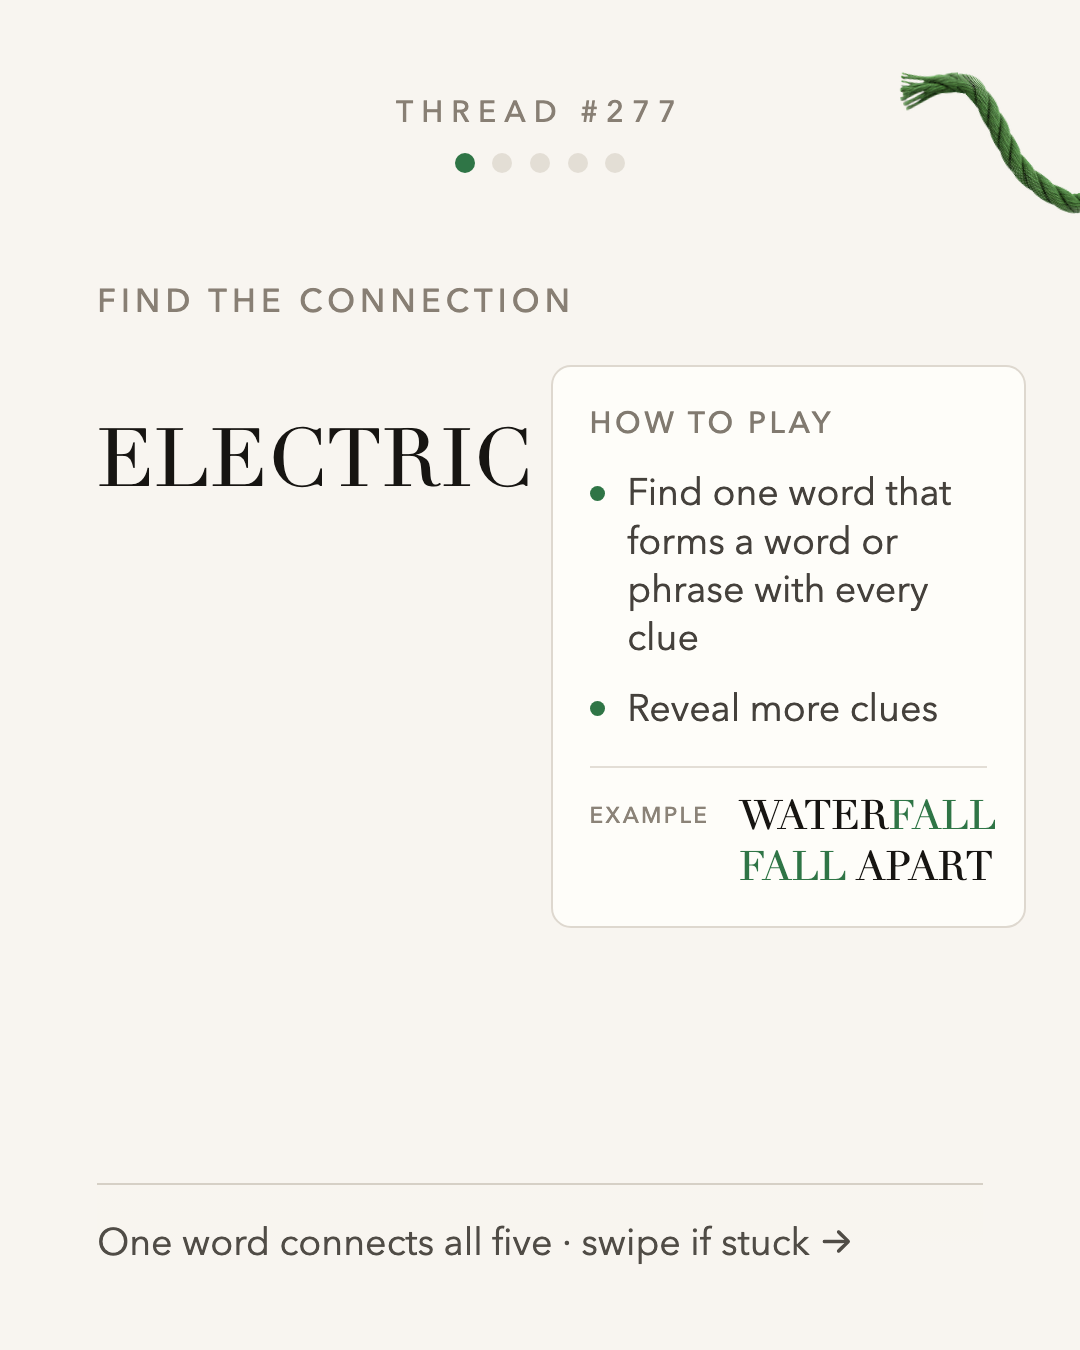 THREAD #277
FIND THE CONNECTION
ELECTRIC
HOW TO PLAY
Find one word that
forms a word or
phrase with every
clue
Reveal more clues
EXAMPLE WATERFALL
FALL APART
One word connects all five · swipe if stuck →